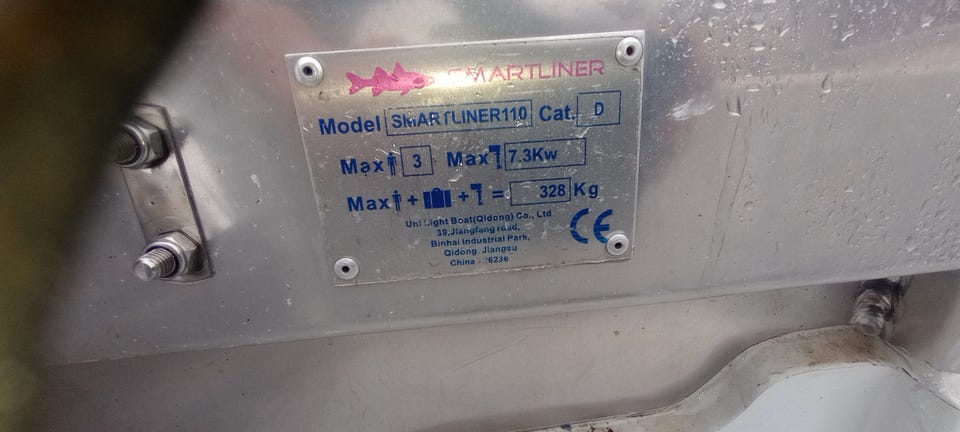 SMARTLINER
Model SMARTLINER110 Cat. D
Max 3 Max 7.3Kw
Max + + = 328 Kg
Uni Light Boat(Qidong) Co., Ltd
39,Jiangfang road,
Binhai Industrial Park,
Qidong, Jiangsu
China
CE